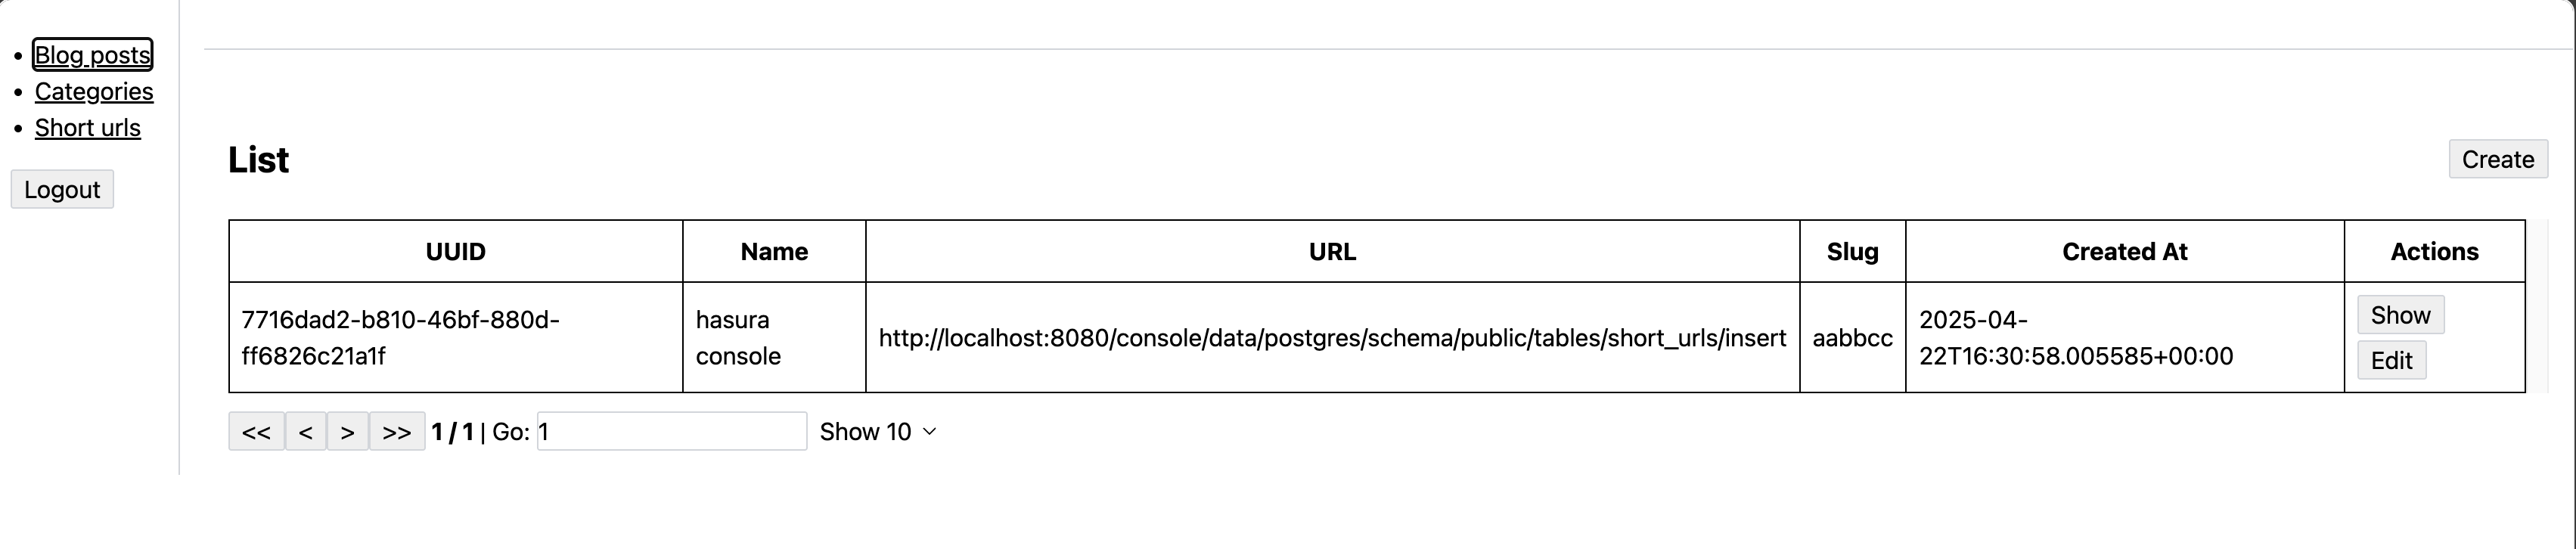 Blog posts
Categories
Short urls
Logout
List
Create
UUID Name URL Slug Created At Actions
7716dad2-b810-46bf-880d-
ff6826c21a1f
hasura
console
http://localhost:8080/console/data/postgres/schema/public/tables/short_urls/insert
aabbcc
2025-04-
22T16:30:58.005585+00:00
Show
Edit
<< < > >> 1 / 1 | Go: 1 Show 10